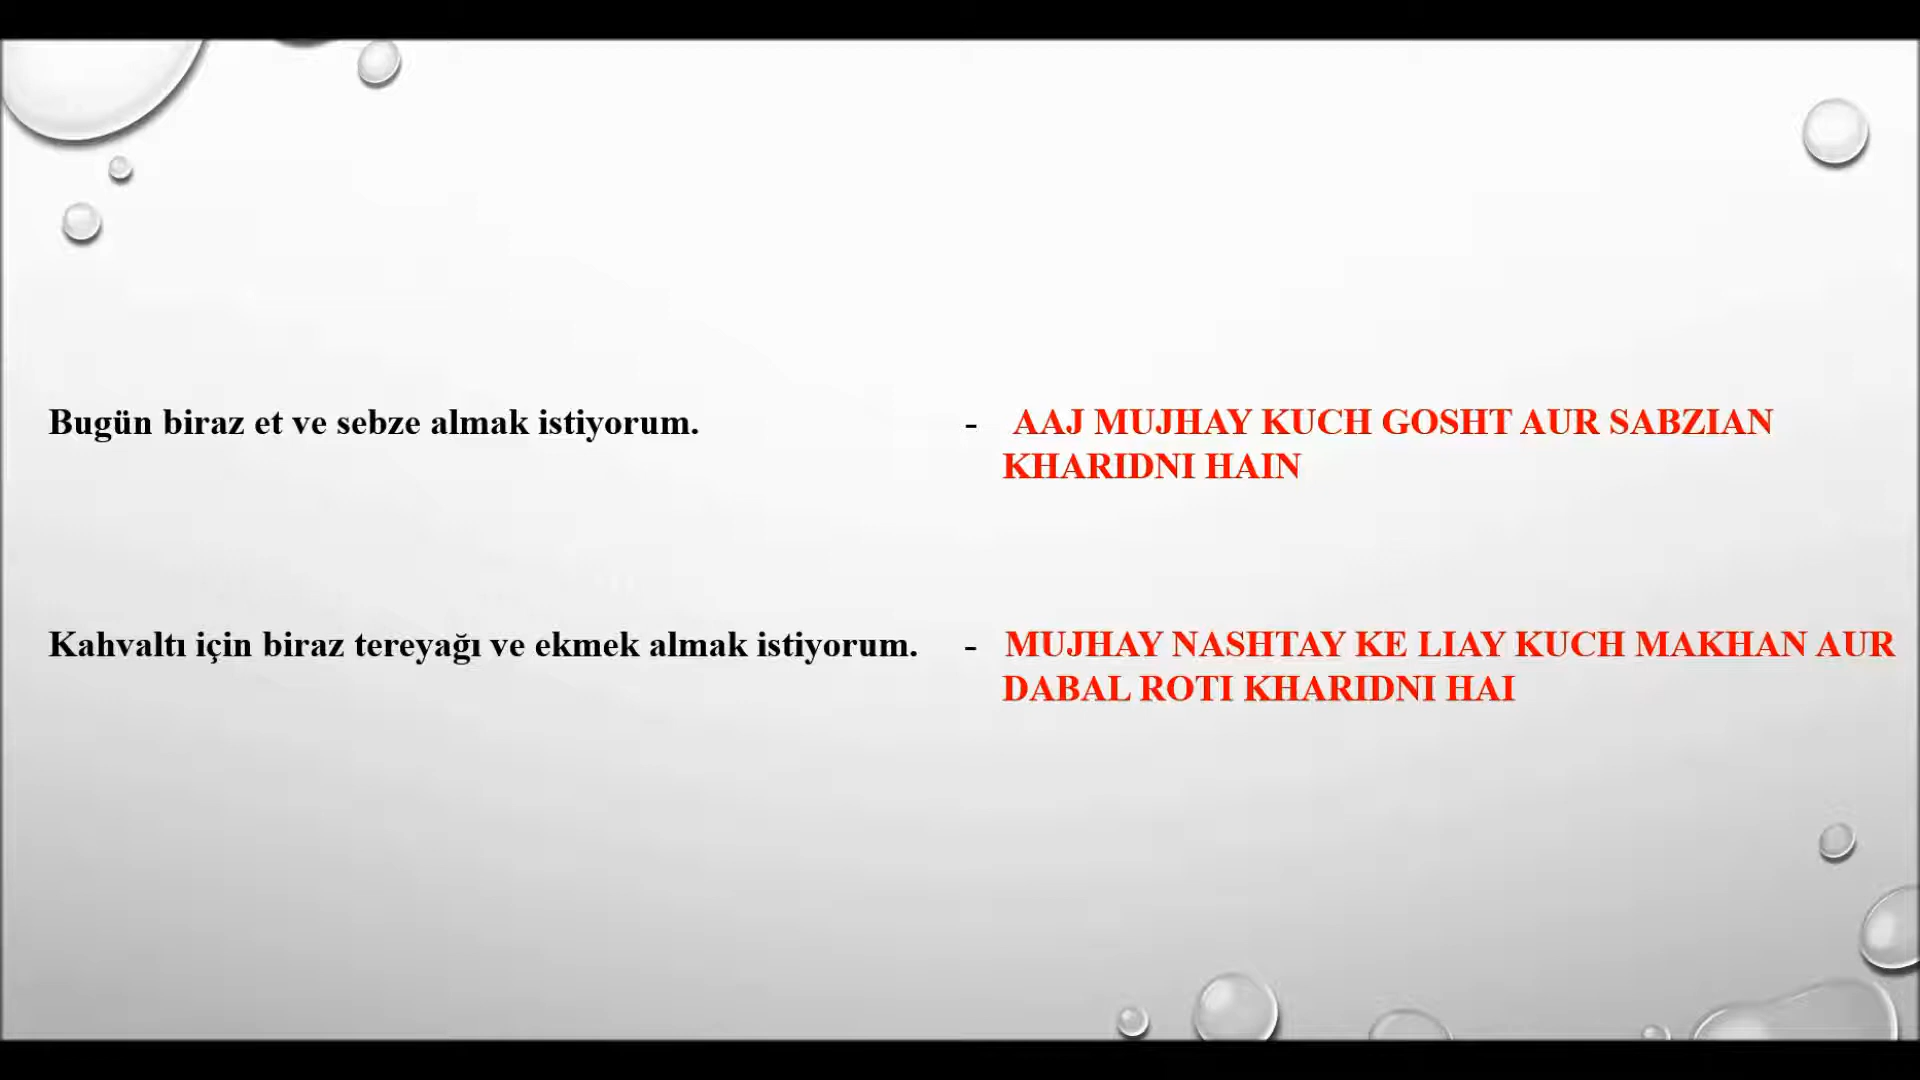 Bugün biraz et ve sebze almak istiyorum.
- AAJ MUJHAY KUCH GOSHT AUR SABZIAN
KHARIDNI HAIN
Kahvaltı için biraz tereyağı ve ekmek almak istiyorum.
- MUJHAY NASHTAY KE LIAY KUCH MAKHAN AUR
DABAL ROTI KHARIDNI HAI